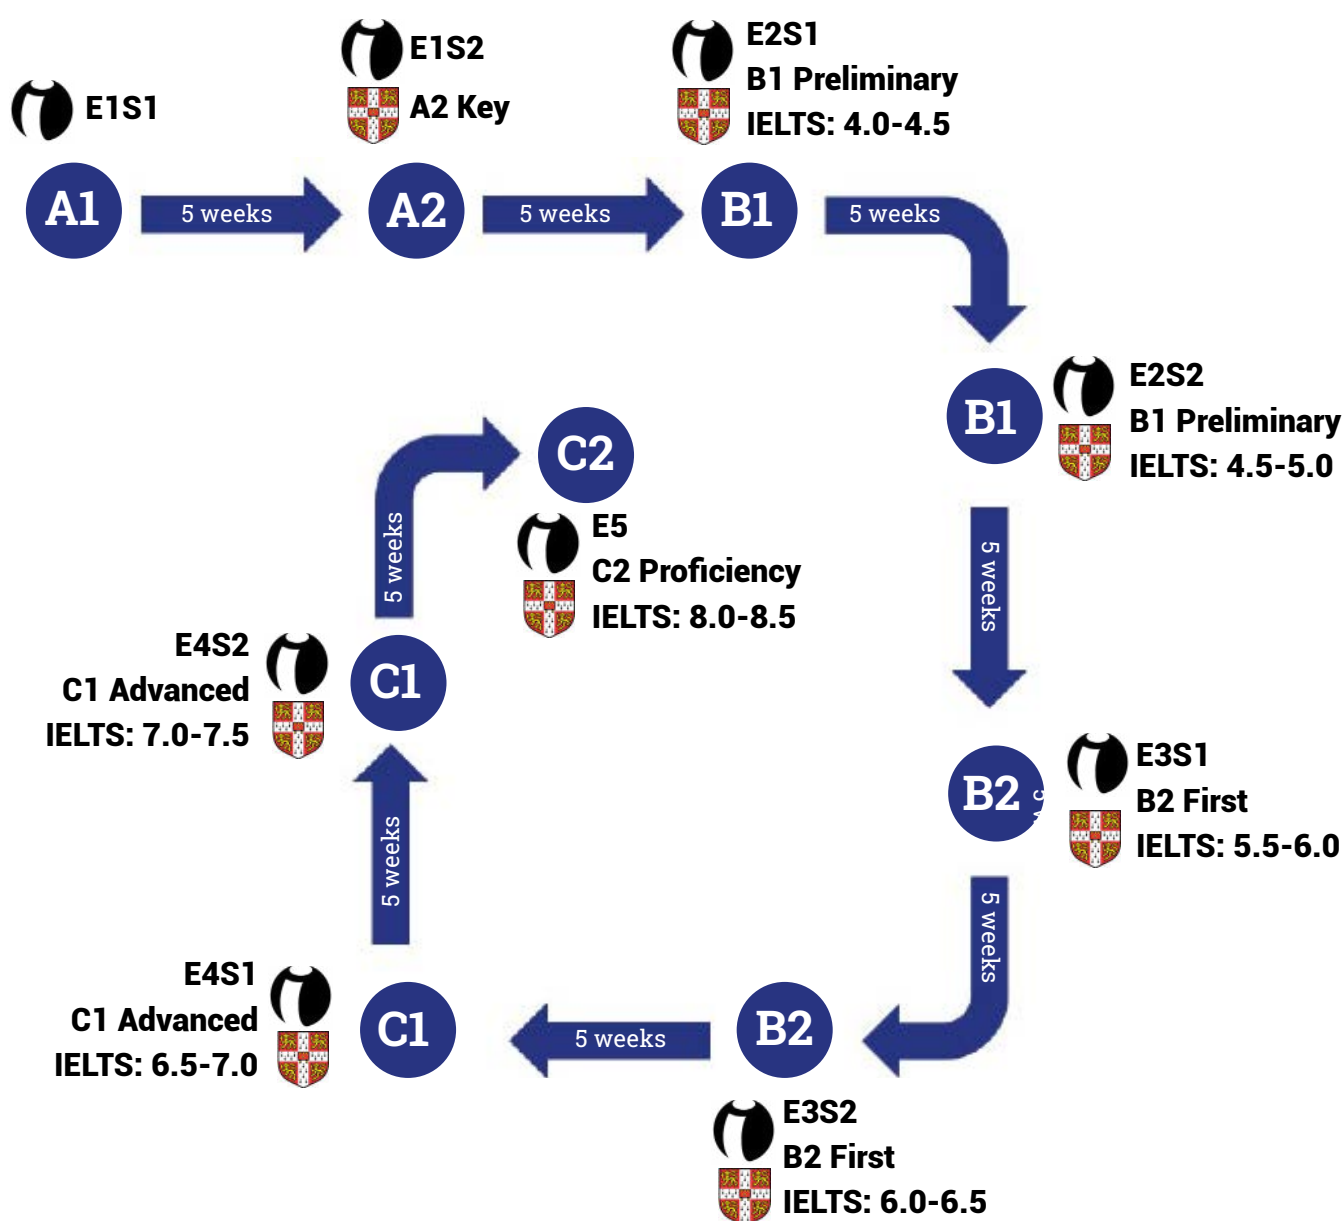 E1S1
A1
5 weeks
E1S2
A2 Key
A2
5 weeks
E2S1
B1 Preliminary
IELTS: 4.0-4.5
B1
5 weeks
B1
E2S2
B1 Preliminary
IELTS: 4.5-5.0
5 weeks
B2
E3S1
B2 First
IELTS: 5.5-6.0
5 weeks
B2
E3S2
B2 First
IELTS: 6.0-6.5
5 weeks
C1
E4S1
C1 Advanced
IELTS: 6.5-7.0
5 weeks
C1
E4S2
C1 Advanced
IELTS: 7.0-7.5
5 weeks
C2
E5
C2 Proficiency
IELTS: 8.0-8.5